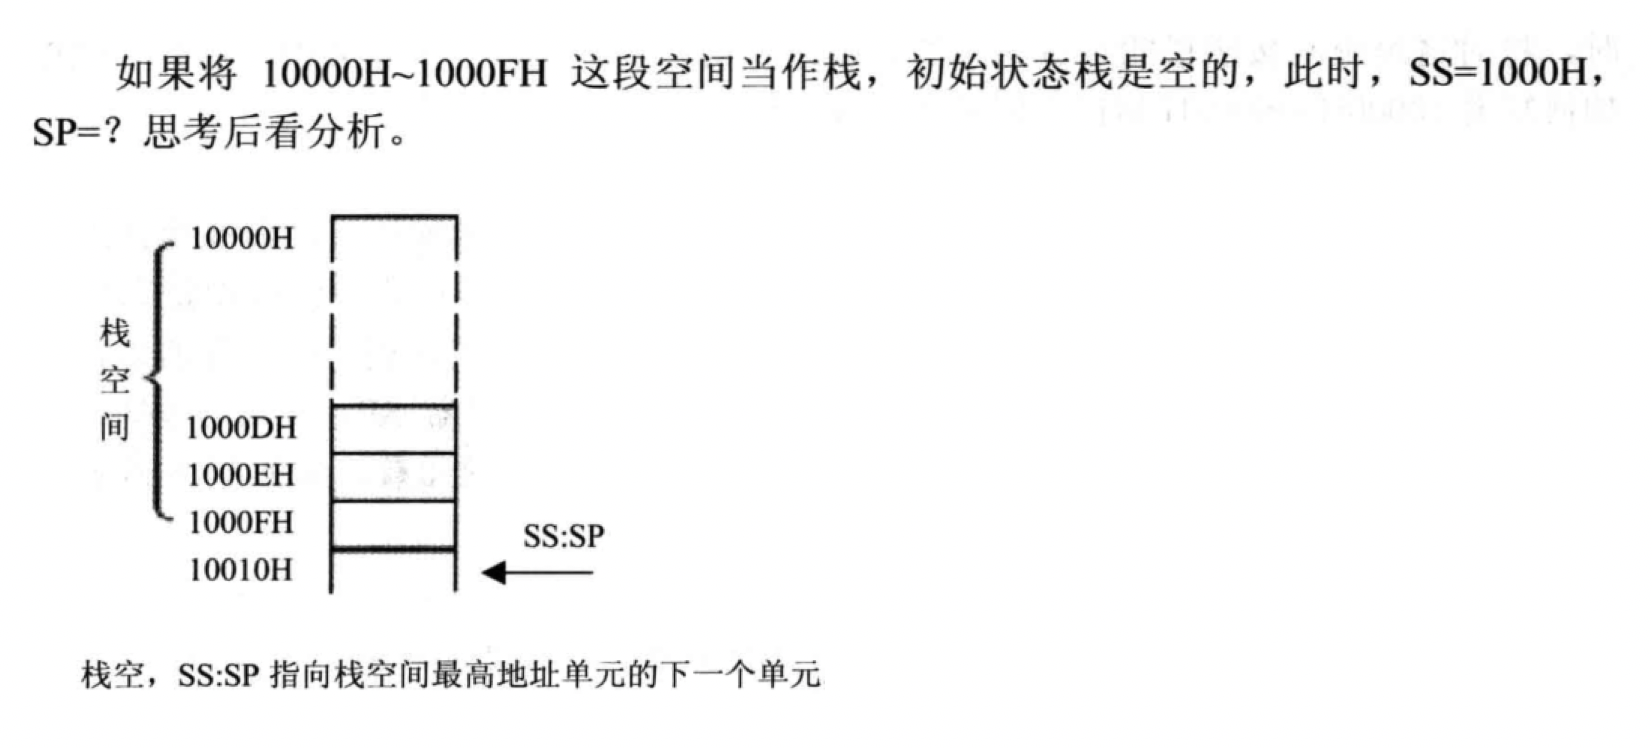 如果将 10000H~1000FH 这段空间当作栈，初始状态栈是空的，此时，SS=1000H，
SP=？思考后看分析。
10000H
栈
空
间
1000DH
1000EH
1000FH
SS:SP
10010H
栈空，SS:SP 指向栈空间最高地址单元的下一个单元